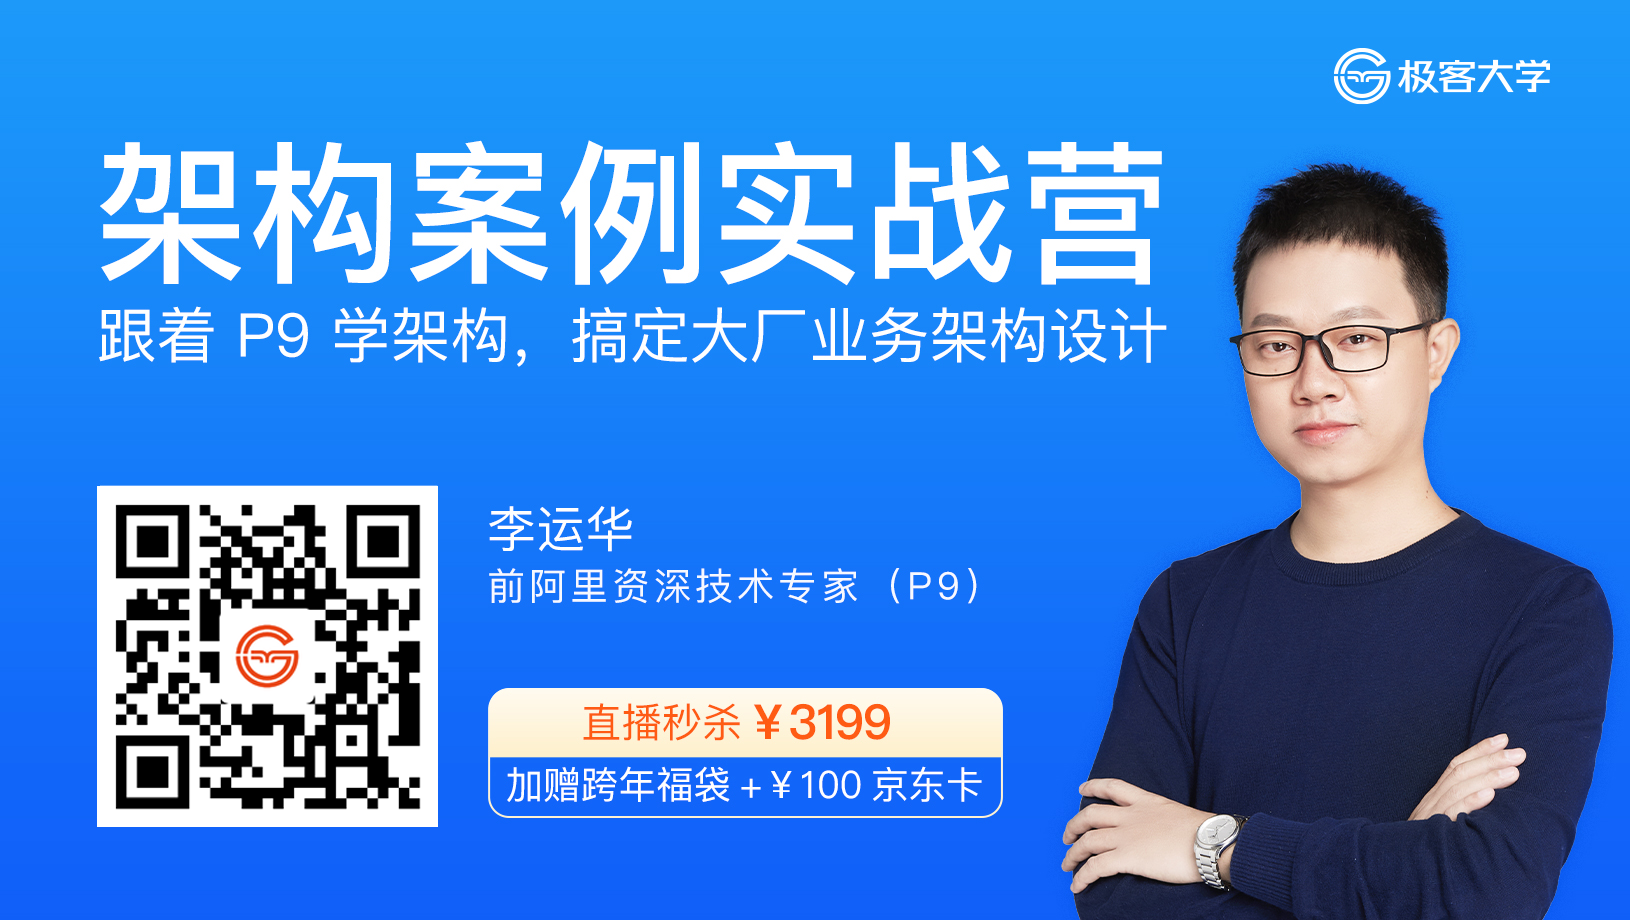 极客大学
架构案例实战营
跟着 P9 学架构，搞定大厂业务架构设计
李运华
前阿里资深技术专家（P9）
直播秒杀 ¥3199
加赠跨年福袋 + ¥100 京东卡